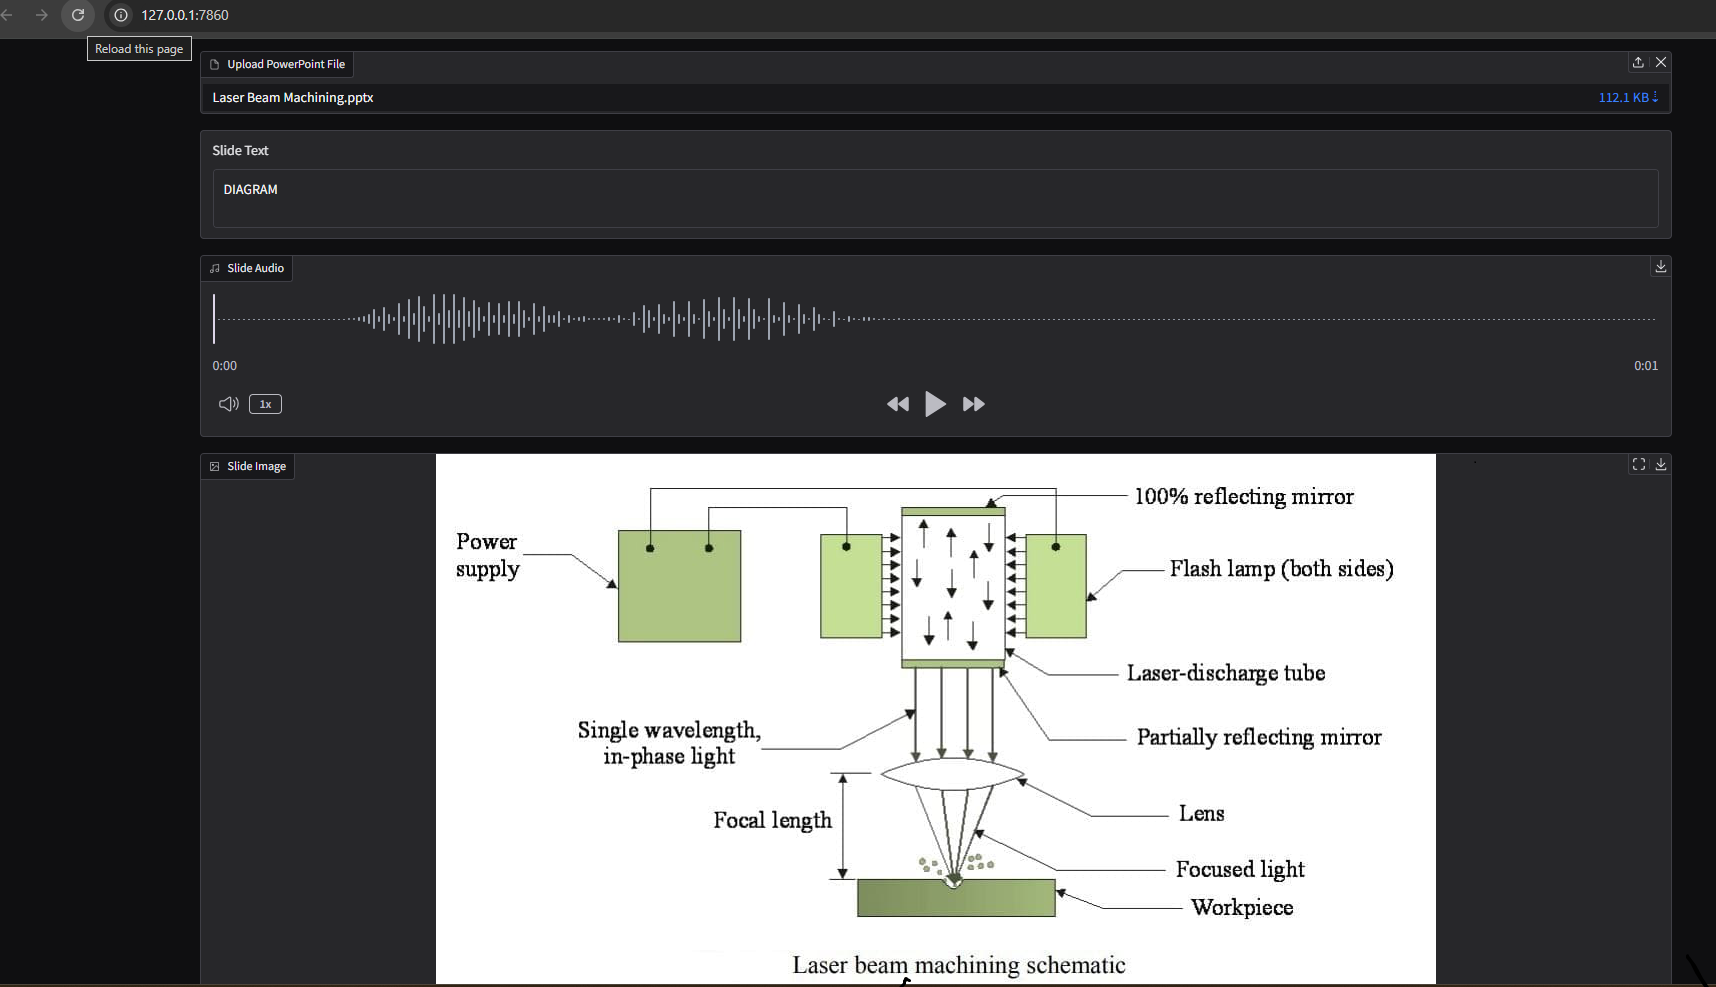 127.0.0.1:7860
Reload this page
Upload PowerPoint File
Laser Beam Machining.pptx
112.1 KB
Slide Text
DIAGRAM
Slide Audio
0:00
0:01
1x
Slide Image
100% reflecting mirror
Power
supply
Flash lamp (both sides)
Laser-discharge tube
Single wavelength,
in-phase light
Partially reflecting mirror
Focal length
Lens
Focused light
Workpiece
Laser beam machining schematic